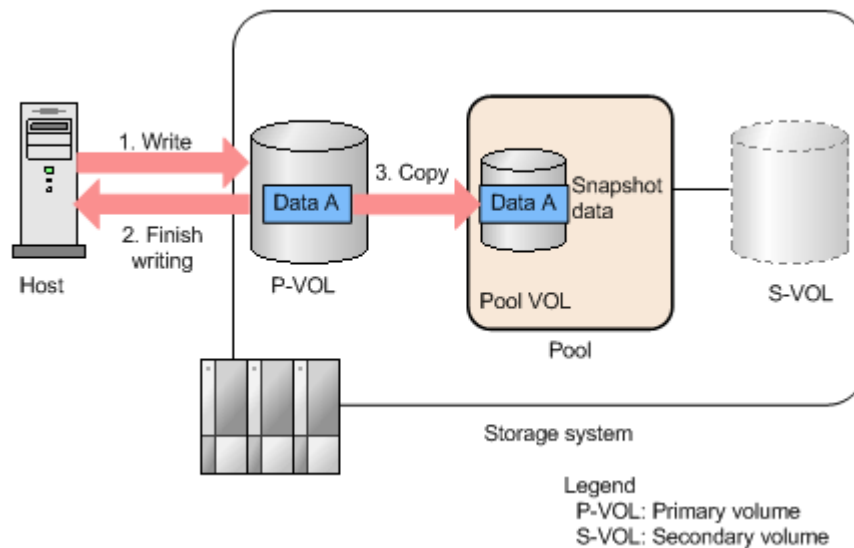 1. Write
3. Copy
Data A
Data A
Snapshot
data
2. Finish
writing
Host
P-VOL
Pool VOL
S-VOL
Pool
Storage system
Legend
P-VOL: Primary volume
S-VOL: Secondary volume